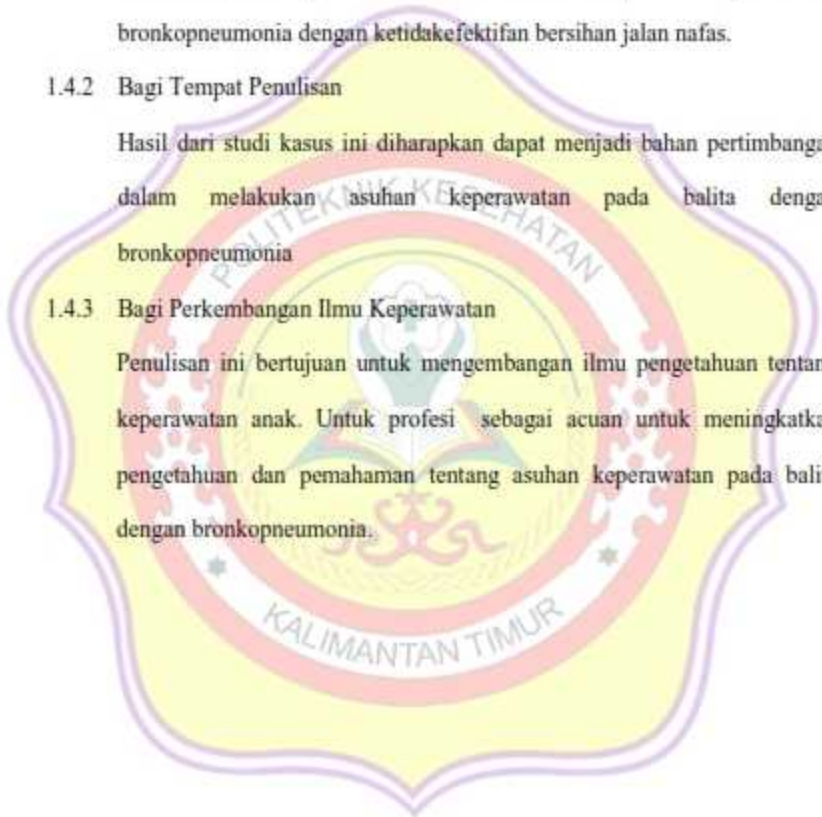 bronkopneumonia dengan ketidakefektifan bersihan jalan nafas.
1.4.2 Bagi Tempat Penulisan
Hasil dari studi kasus ini diharapkan dapat menjadi bahan pertimbanga
dalam melakukan asuhan keperawatan pada balita denga
bronkopneumonia
1.4.3 Bagi Perkembangan Ilmu Keperawatan
Penulisan ini bertujuan untuk mengembangan ilmu pengetahuan tentan
keperawatan anak. Untuk profesi sebagai acuan untuk meningkatka
pengetahuan dan pemahaman tentang asuhan keperawatan pada bali
dengan bronkopneumonia.
POLITEKNIK KESEHATAN
KALIMANTAN TIMUR